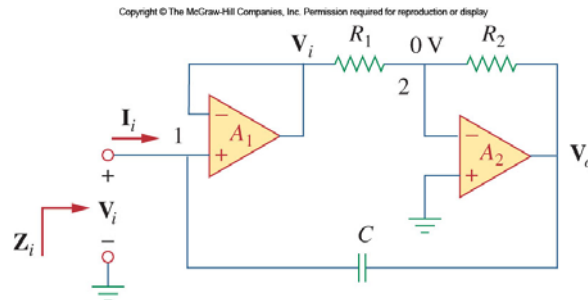 Copyright © The McGraw-Hill Companies, Inc. Permission required for reproduction or display
V_i R_1 0 V R_2
2
I_i 1 − A_1 +
− A_2 + V_o
+
V_i
Z_i −
C